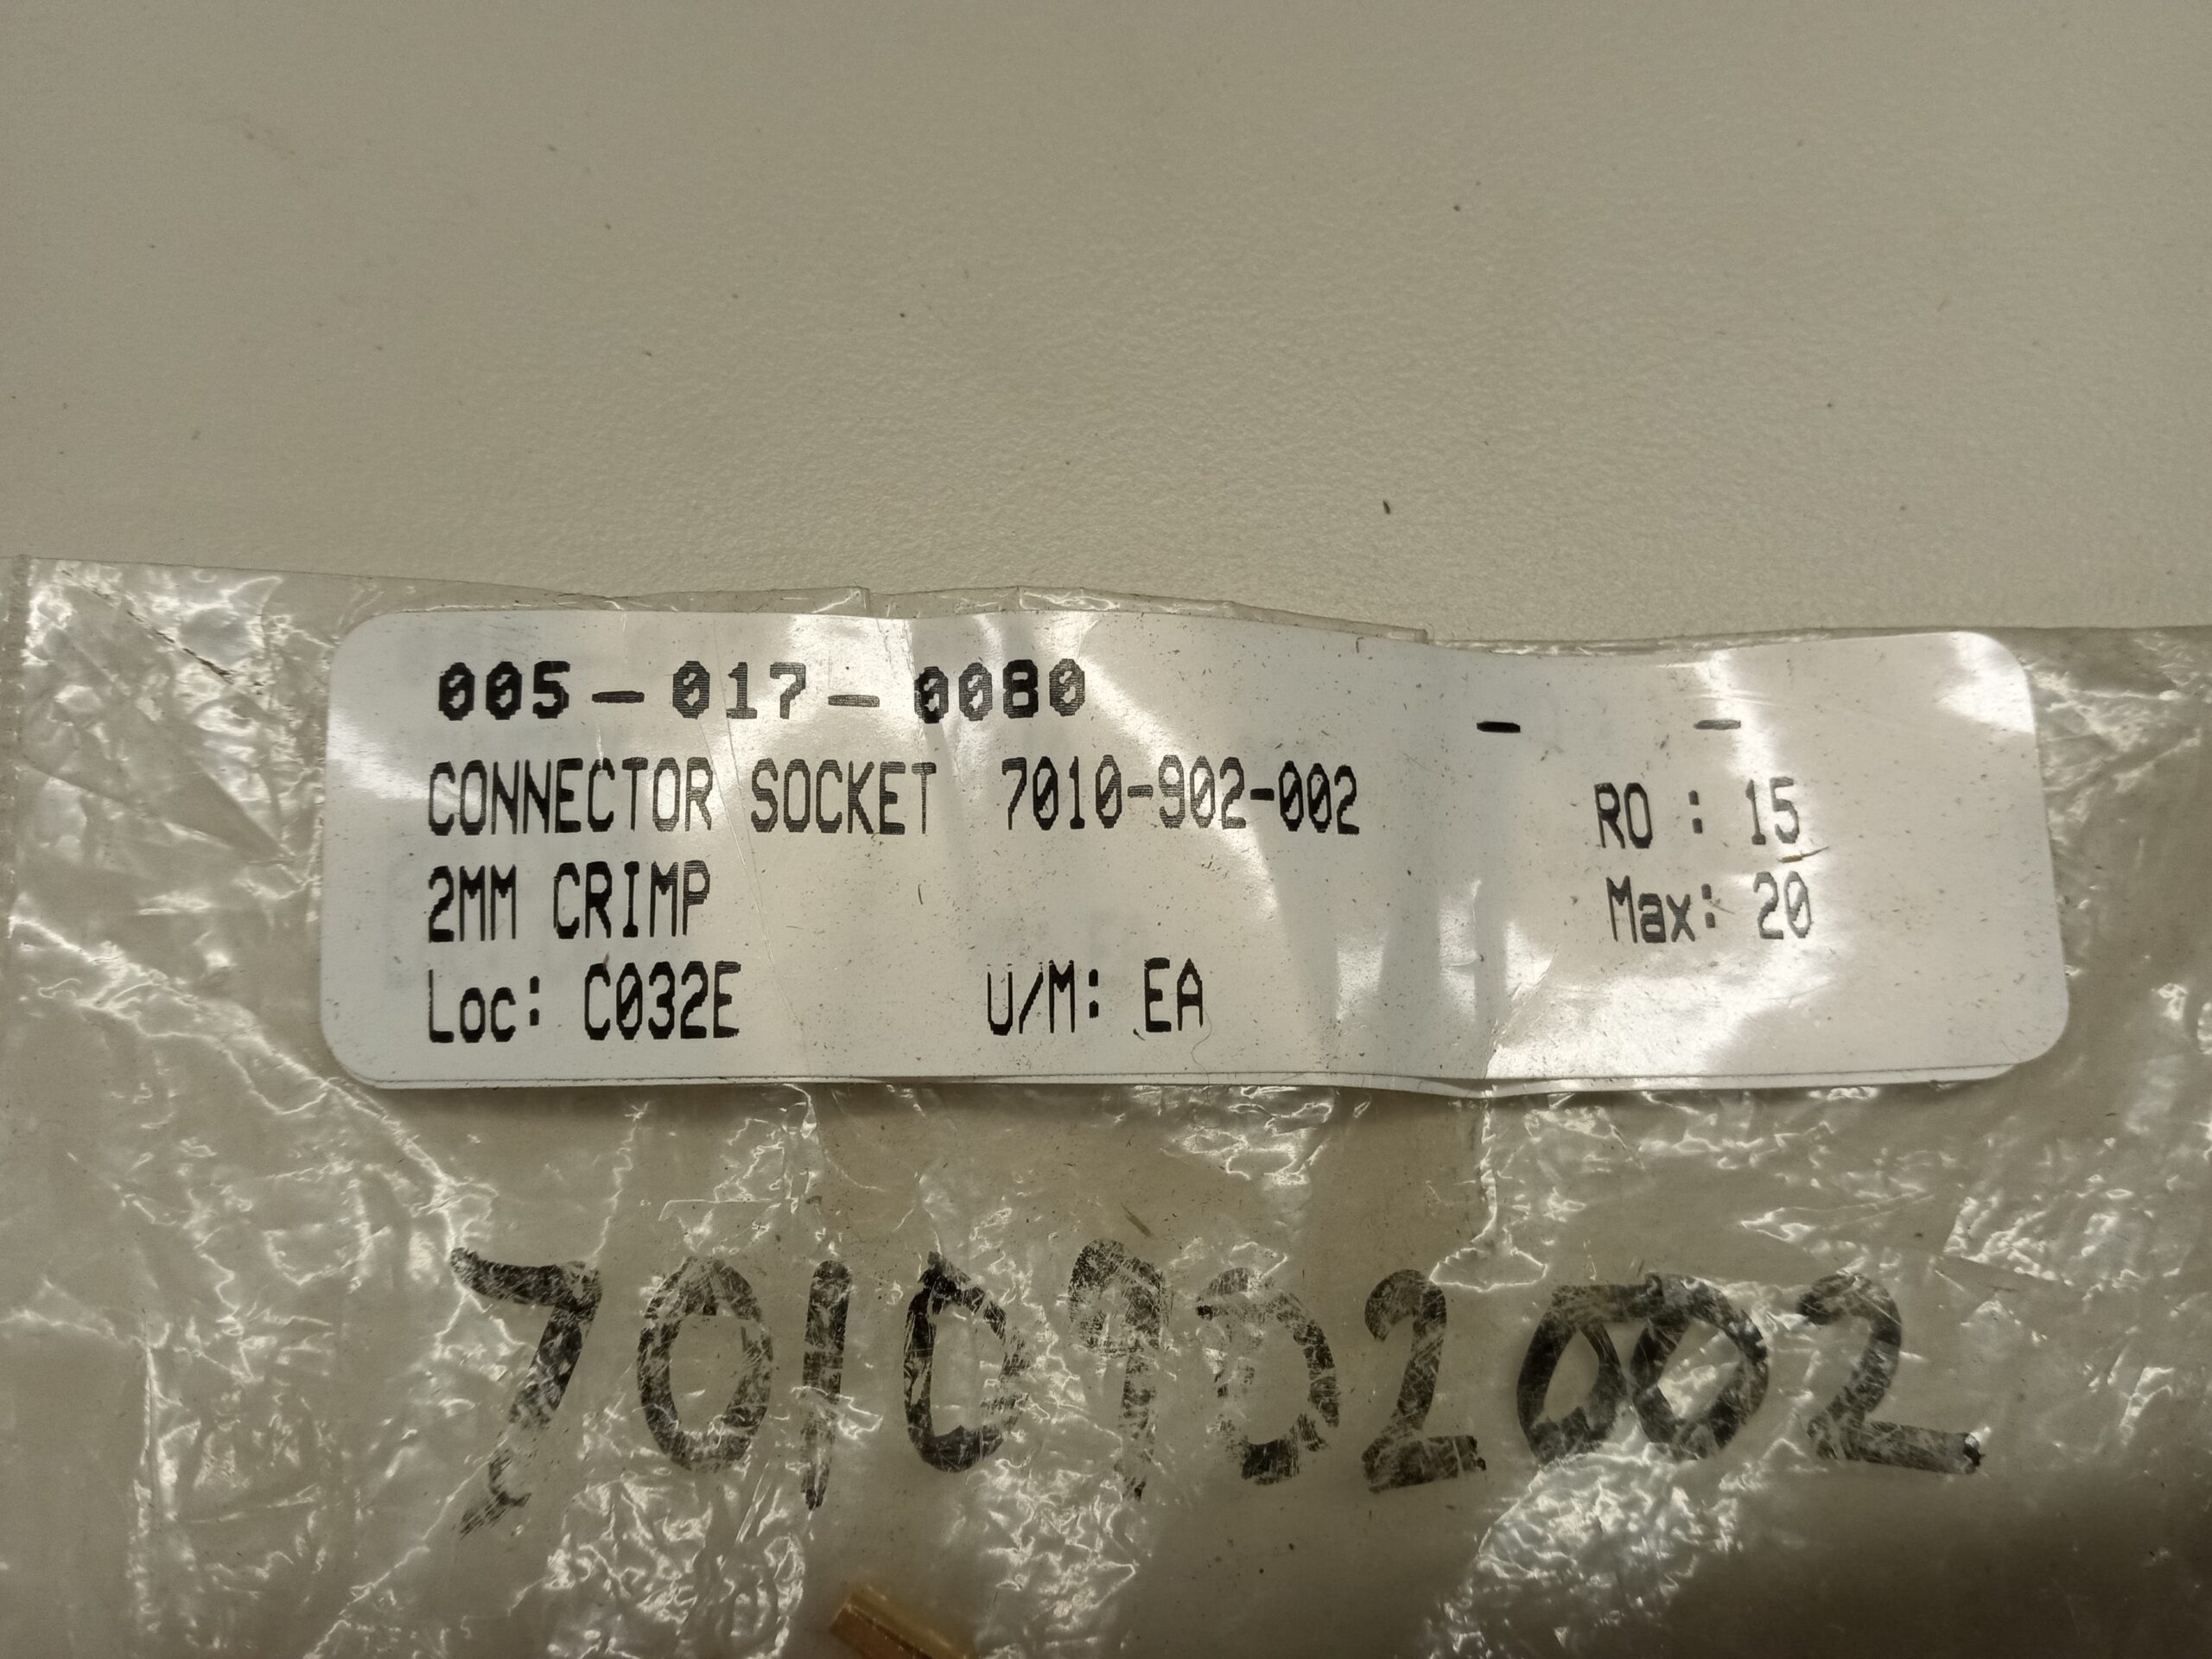 005-017-0080 - -
CONNECTOR SOCKET 7010-902-002 RO : 15
2MM CRIMP Max: 20
Loc: C032E U/M: EA
7010902002